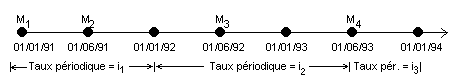 M1 M2 M3 M4
01/01/91 01/06/91 01/01/92 01/06/92 01/01/93 01/06/93 01/01/94
Taux périodique = i1 Taux périodique = i2 Taux pér. = i3